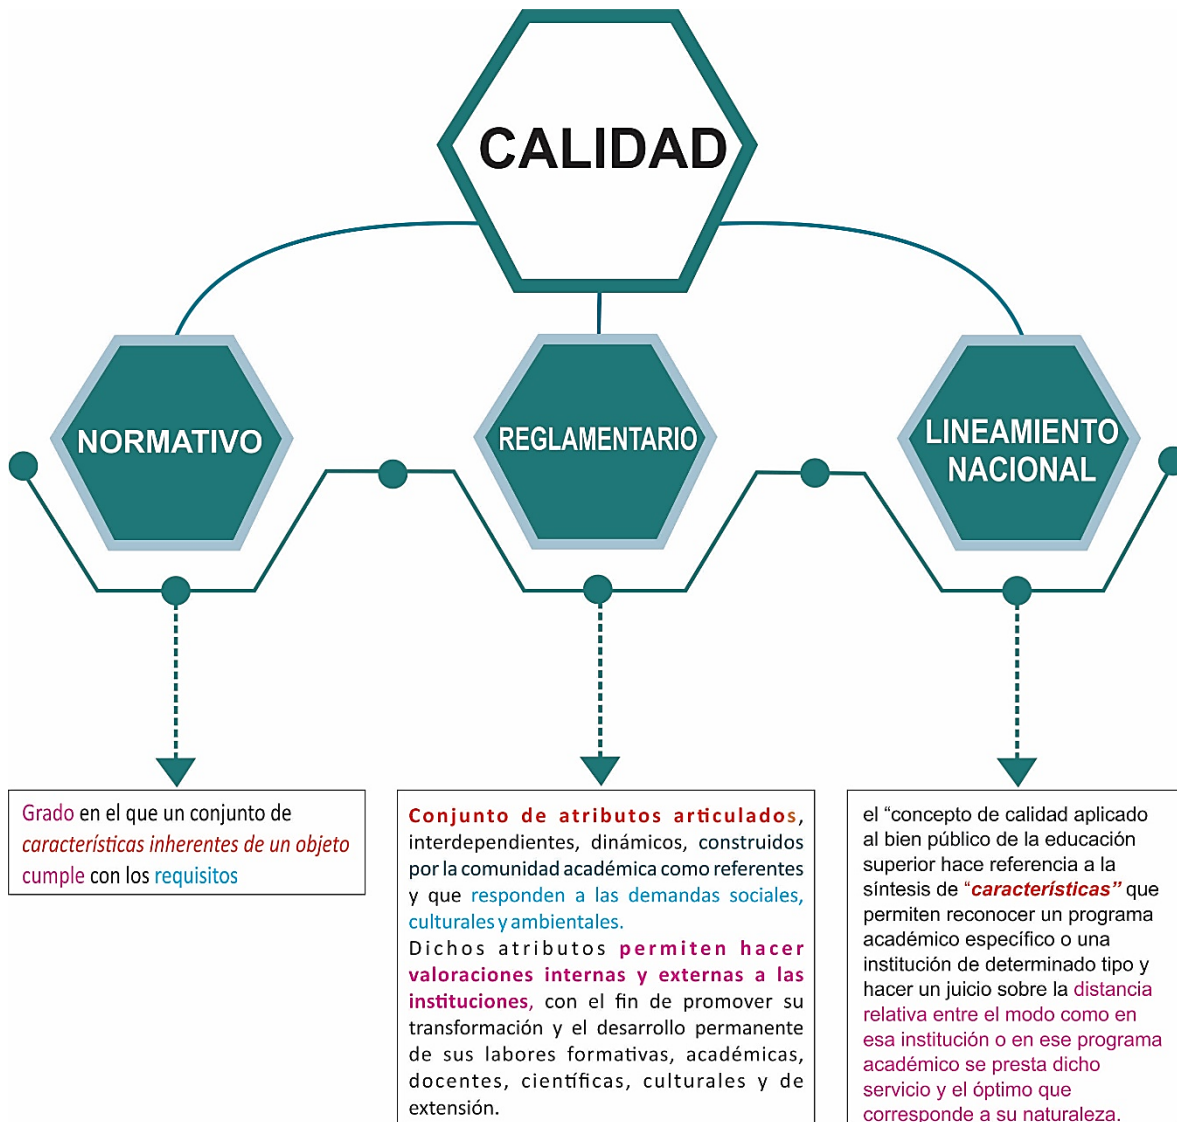 CALIDAD
NORMATIVO
REGLAMENTARIO
LINEAMIENTO
NACIONAL
Grado en el que un conjunto de
características inherentes de un objeto
cumple con los requisitos
Conjunto de atributos articulados,
interdependientes, dinámicos, construidos
por la comunidad académica como referentes
y que responden a las demandas sociales,
culturales y ambientales.
Dichos atributos permiten hacer
valoraciones internas y externas a las
instituciones, con el fin de promover su
transformación y el desarrollo permanente
de sus labores formativas, académicas,
docentes, científicas, culturales y de
extensión.
el “concepto de calidad aplicado
al bien público de la educación
superior hace referencia a la
síntesis de “características” que
permiten reconocer un programa
académico específico o una
institución de determinado tipo y
hacer un juicio sobre la distancia
relativa entre el modo como en
esa institución o en ese programa
académico se presta dicho
servicio y el óptimo que
corresponde a su naturaleza.